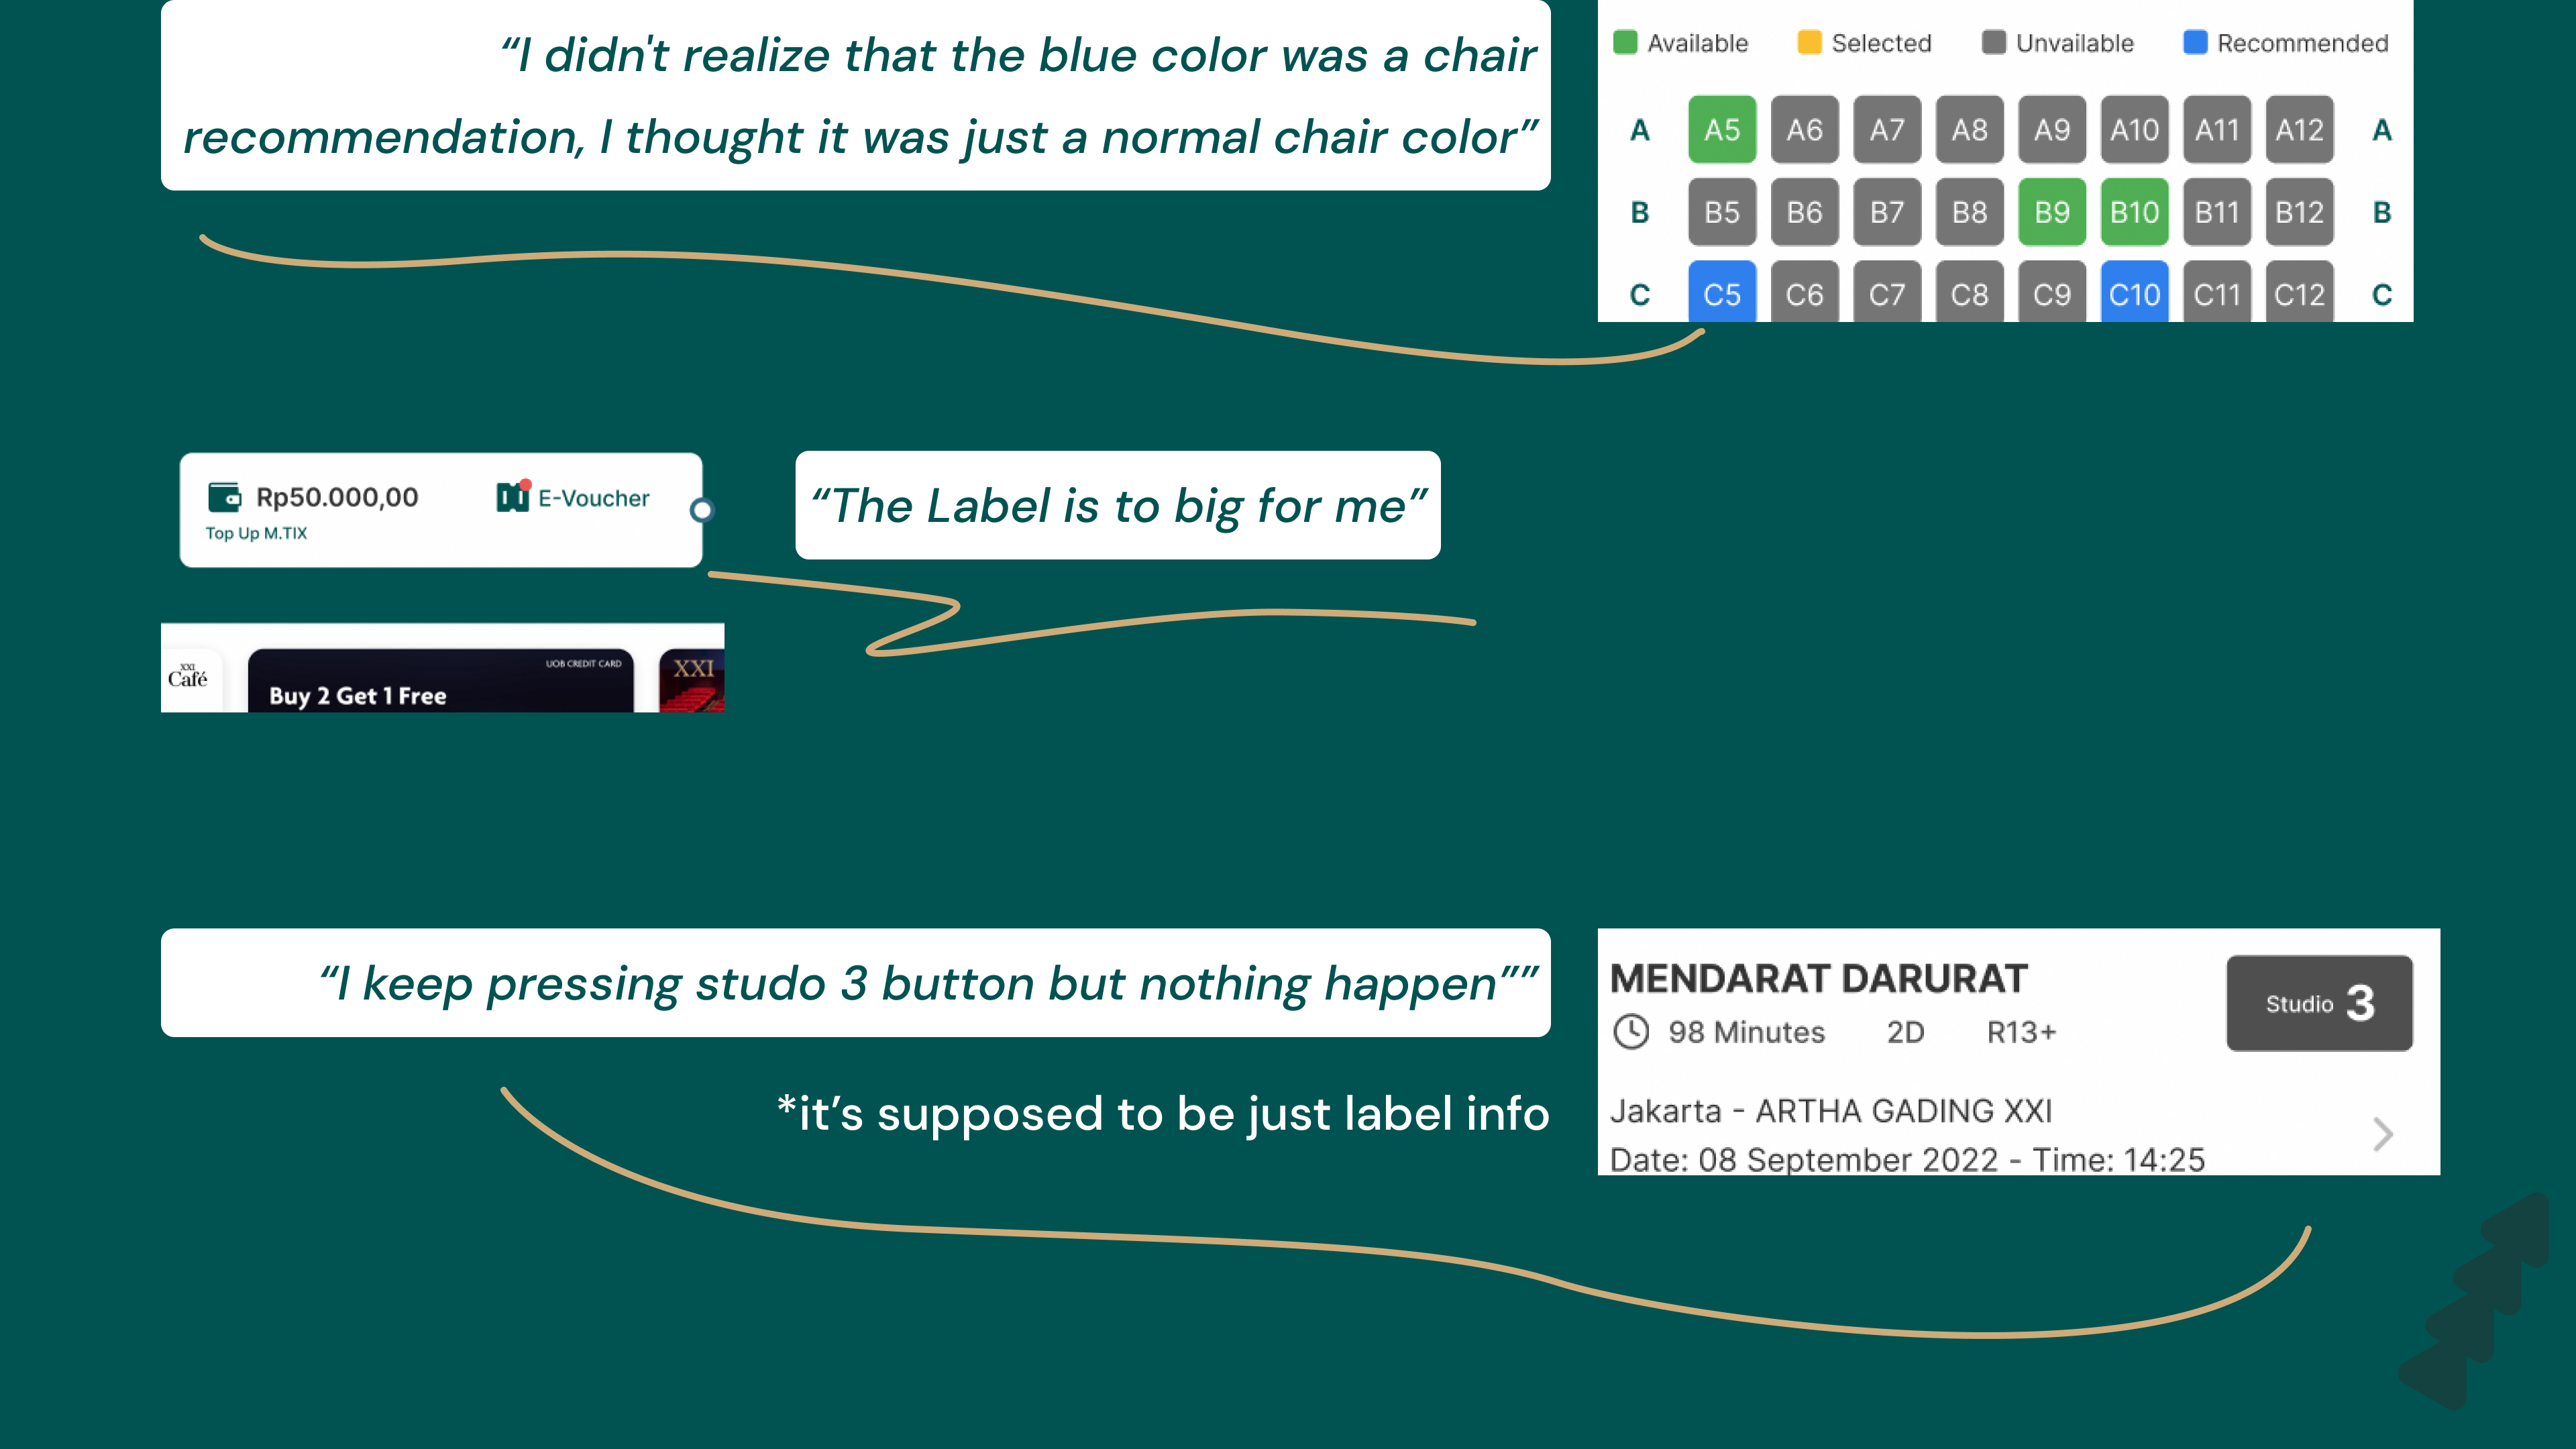 “I didn't realize that the blue color was a chair
recommendation, I thought it was just a normal chair color”
Available Selected Unvailable Recommended
A A5 A6 A7 A8 A9 A10 A11 A12 A
B B5 B6 B7 B8 B9 B10 B11 B12 B
C C5 C6 C7 C8 C9 C10 C11 C12 C
Rp50.000,00 E-Voucher
Top Up M.TIX
“The Label is to big for me”
XXI
Café
UOB CREDIT CARD
Buy 2 Get 1 Free
XXI
“I keep pressing studo 3 button but nothing happen””
*it’s supposed to be just label info
MENDARAT DARURAT
98 Minutes 2D R13+
Studio 3
Jakarta - ARTHA GADING XXI
Date: 08 September 2022 - Time: 14:25